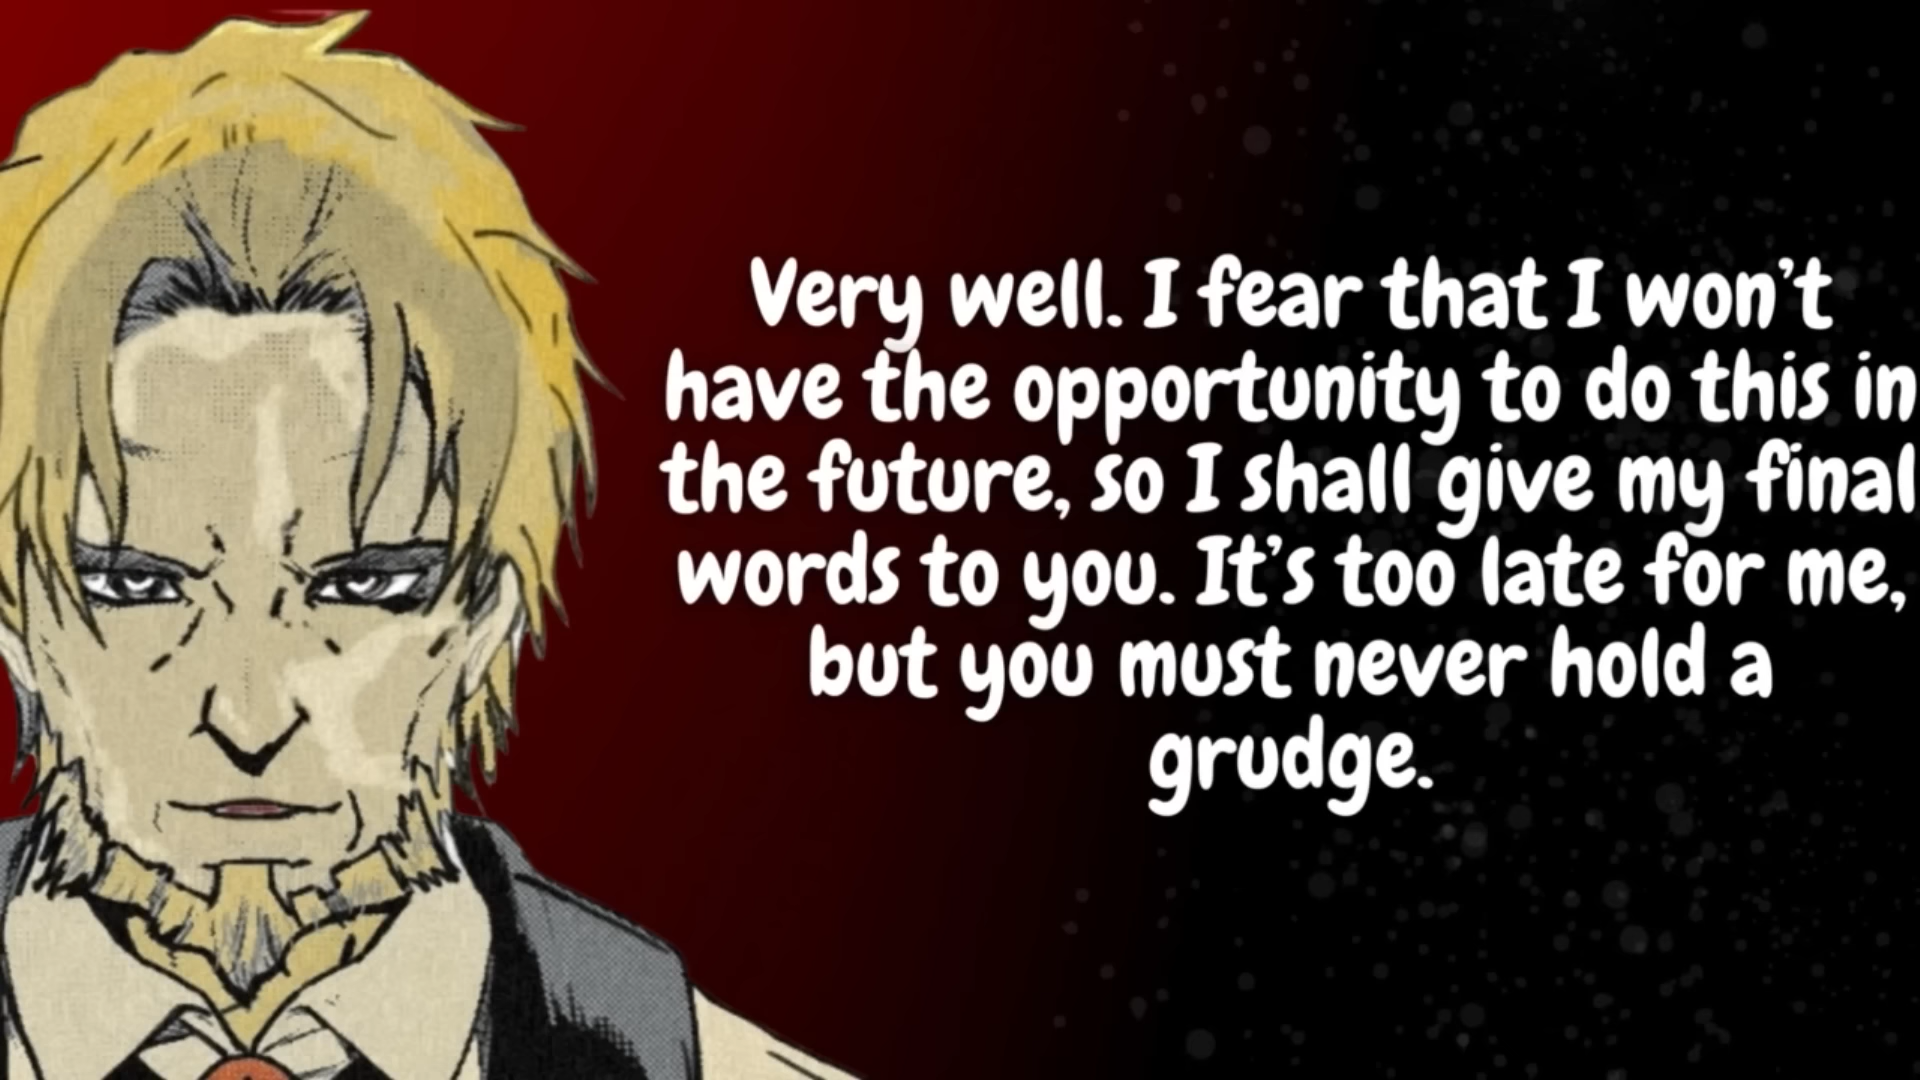 Very well. I fear that I won’t
have the opportunity to do this in
the future, so I shall give my final
words to you. It’s too late for me,
but you must never hold a
grudge.